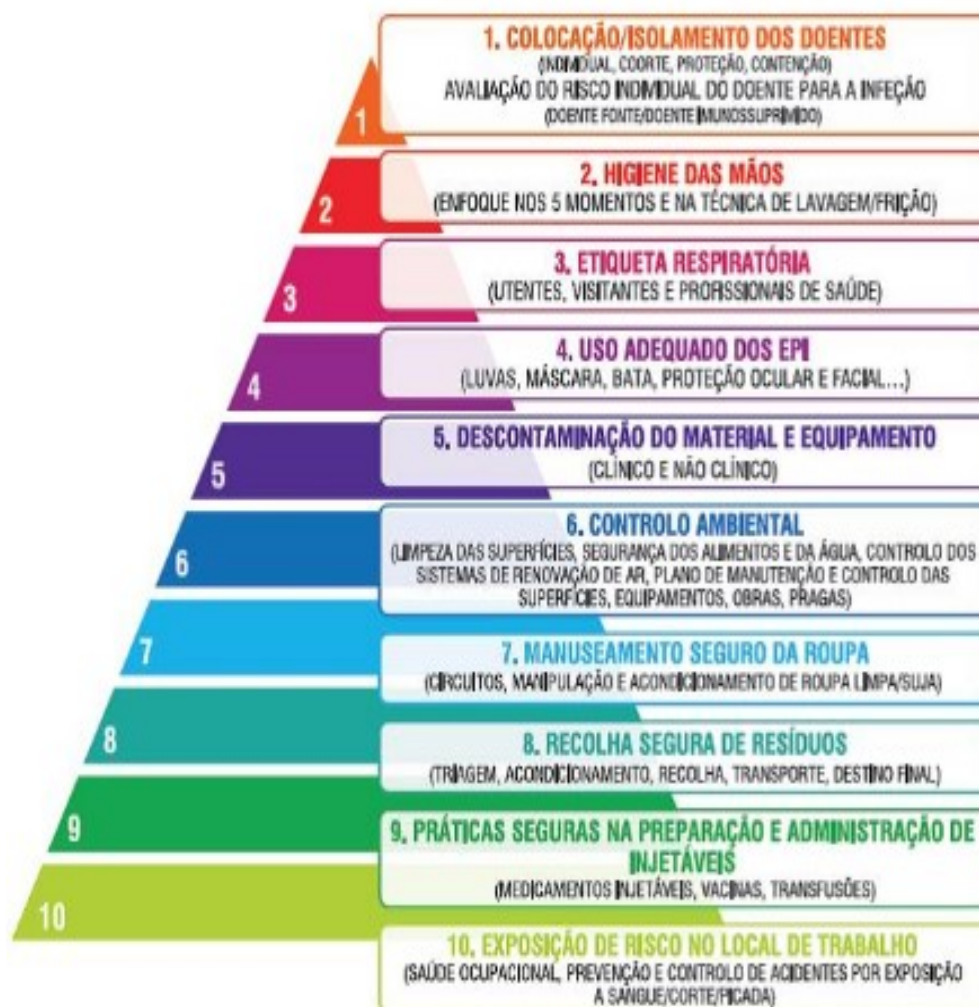 1. COLOCAÇÃO/ISOLAMENTO DOS DOENTES
(INDIVIDUAL, COORTE, PROTEÇÃO, CONTENÇÃO)
AVALIAÇÃO DO RISCO INDIVIDUAL DO DOENTE PARA A INFEÇÃO
(DOENTE FONTE/DOENTE IMUNOSSUPRIMIDO)
1
2. HIGIENE DAS MÃOS
(ENFOQUE NOS 5 MOMENTOS E NA TÉCNICA DE LAVAGEM/FRIÇÃO)
2
3. ETIQUETA RESPIRATÓRIA
(UTENTES, VISITANTES E PROFISSIONAIS DE SAÚDE)
3
4. USO ADEQUADO DOS EPI
(LUVAS, MÁSCARA, BATA, PROTEÇÃO OCULAR E FACIAL...)
4
5. DESCONTAMINAÇÃO DO MATERIAL E EQUIPAMENTO
(CLÍNICO E NÃO CLÍNICO)
5
6. CONTROLO AMBIENTAL
(LIMPEZA DAS SUPERFÍCIES, SEGURANÇA DOS ALIMENTOS E DA ÁGUA, CONTROLO DOS
SISTEMAS DE RENOVAÇÃO DE AR, PLANO DE MANUTENÇÃO E CONTROLO DAS
SUPERFÍCIES, EQUIPAMENTOS, OBRAS, PRAGAS)
6
7. MANUSEAMENTO SEGURO DA ROUPA
(CIRCUITOS, MANIPULAÇÃO E ACONDICIONAMENTO DE ROUPA LIMPA/SUJA)
7
8. RECOLHA SEGURA DE RESÍDUOS
(TRIAGEM, ACONDICIONAMENTO, RECOLHA, TRANSPORTE, DESTINO FINAL)
8
9. PRÁTICAS SEGURAS NA PREPARAÇÃO E ADMINISTRAÇÃO DE
INJETÁVEIS
(MEDICAMENTOS INJETÁVEIS, VACINAS, TRANSFUSÕES)
9
10. EXPOSIÇÃO DE RISCO NO LOCAL DE TRABALHO
(SAÚDE OCUPACIONAL, PREVENÇÃO E CONTROLO DE ACIDENTES POR EXPOSIÇÃO
A SANGUE/CORTE/PICADA)
10